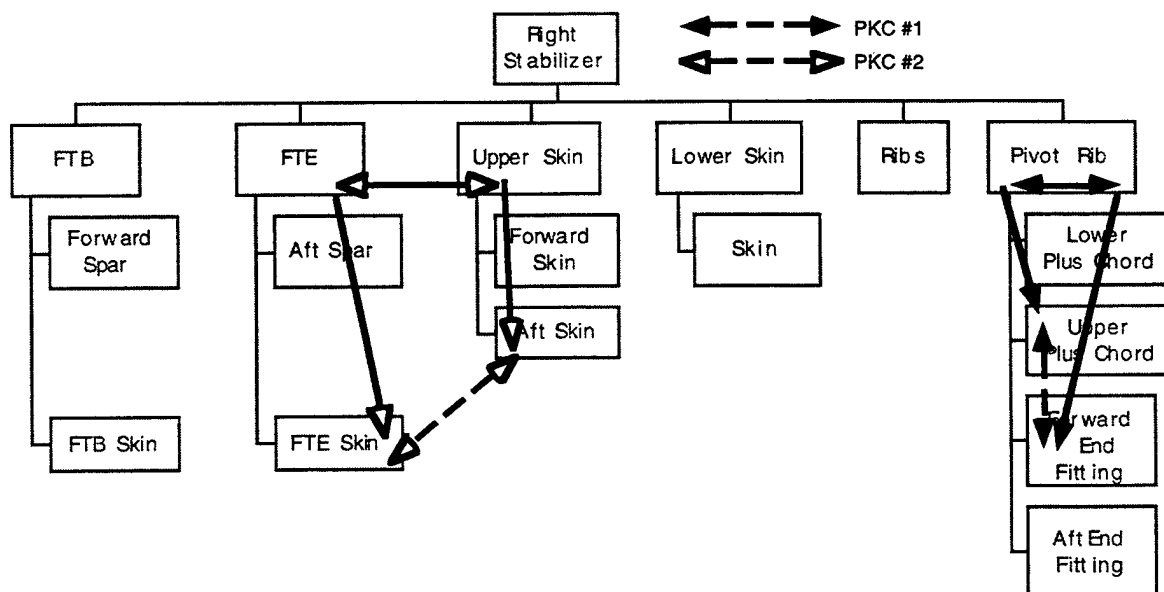 Right
Stabilizer
PKC #1
PKC #2
FTB
FTE
Upper Skin
Lower Skin
Ribs
Pivot Rib
Forward
Spar
Aft Spar
Forward
Skin
Skin
Lower
Plus Chord
Aft Skin
Upper
Plus Chord
FTB Skin
FTE Skin
Forward
End
Fitting
Aft End
Fitting